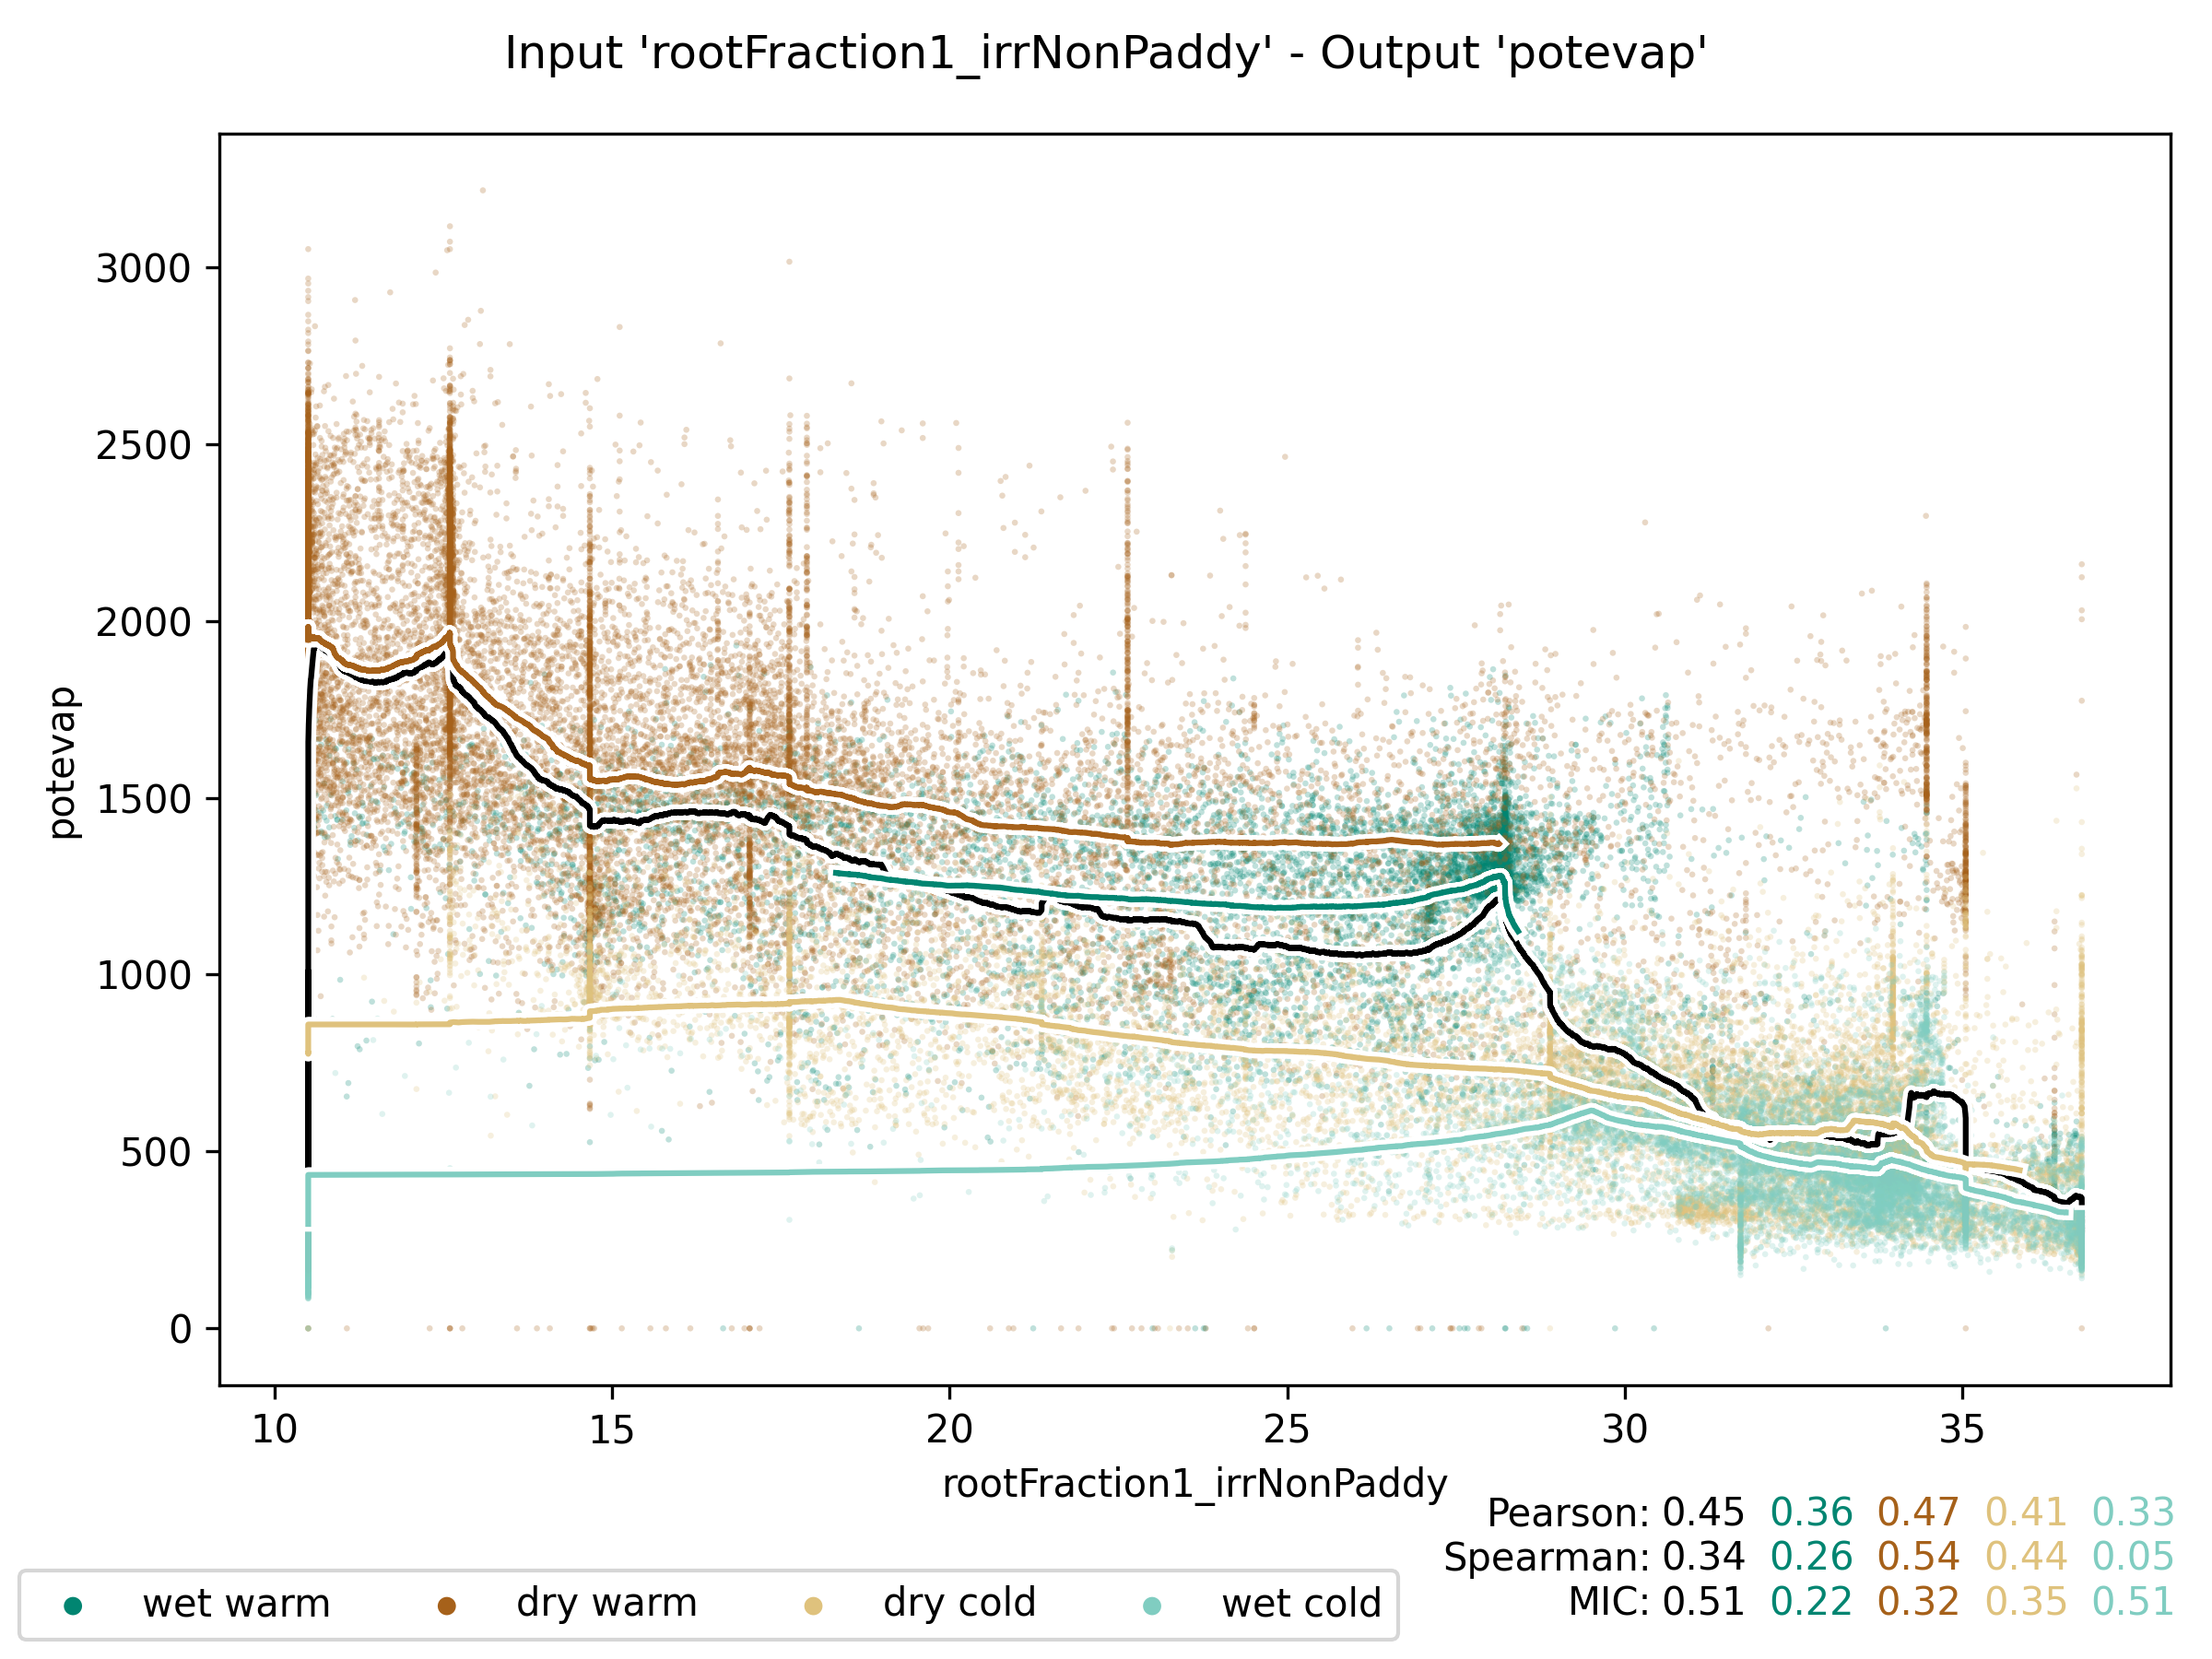 Input 'rootFraction1_irrNonPaddy' - Output 'potevap'
3000
2500
2000
1500
1000
500
0
potevap
10 15 20 25 30 35
rootFraction1_irrNonPaddy
Pearson: 0.45 0.36 0.47 0.41 0.33
Spearman: 0.34 0.26 0.54 0.44 0.05
MIC: 0.51 0.22 0.32 0.35 0.51
wet warm dry warm dry cold wet cold